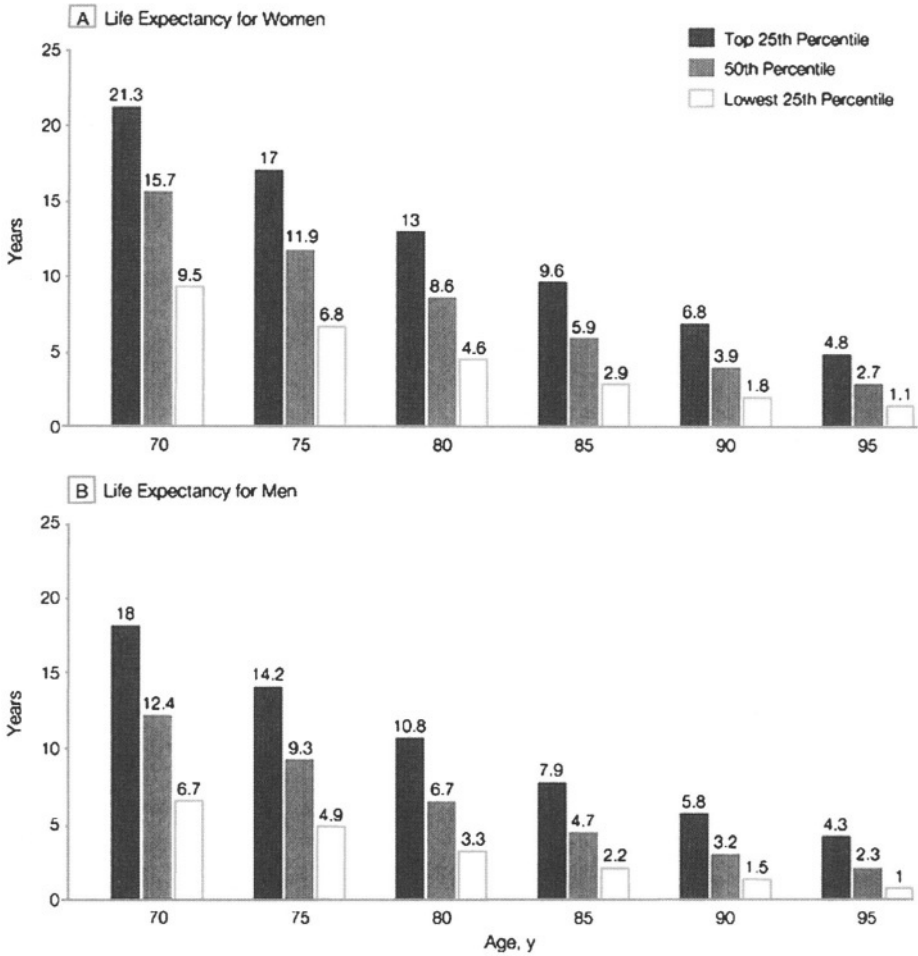 A Life Expectancy for Women
Top 25th Percentile
50th Percentile
Lowest 25th Percentile
25
20
15
10
5
0
Years
21.3 15.7 9.5
17 11.9 6.8
13 8.6 4.6
9.6 5.9 2.9
6.8 3.9 1.8
4.8 2.7 1.1
70 75 80 85 90 95
B Life Expectancy for Men
25
20
15
10
5
0
Years
18 12.4 6.7
14.2 9.3 4.9
10.8 6.7 3.3
7.9 4.7 2.2
5.8 3.2 1.5
4.3 2.3 1
70 75 80 85 90 95
Age, y